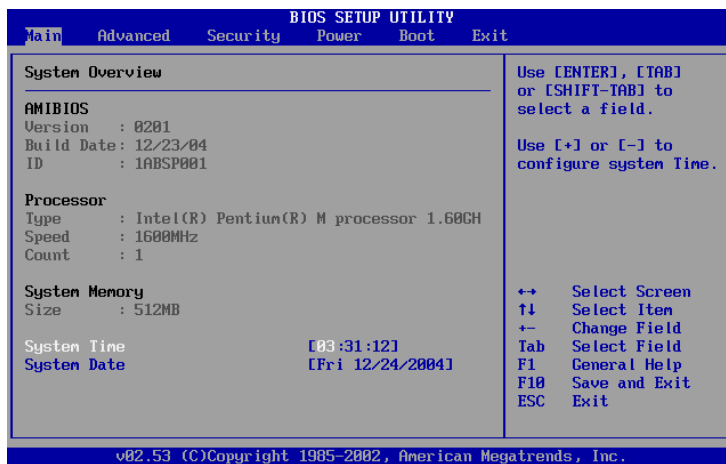 BIOS SETUP UTILITY
Main Advanced Security Power Boot Exit
System Overview
AMIBIOS
Version : 0201
Build Date: 12/23/04
ID : 1ABSP001
Processor
Type : Intel(R) Pentium(R) M processor 1.60GH
Speed : 1600MHz
Count : 1
System Memory
Size : 512MB
System Time [03:31:12]
System Date [Fri 12/24/2004]
Use [ENTER], [TAB]
or [SHIFT-TAB] to
select a field.
Use [+] or [-] to
configure system Time.
←→ Select Screen
↑↓ Select Item
+- Change Field
Tab Select Field
F1 General Help
F10 Save and Exit
ESC Exit
v02.53 (C)Copyright 1985-2002, American Megatrends, Inc.